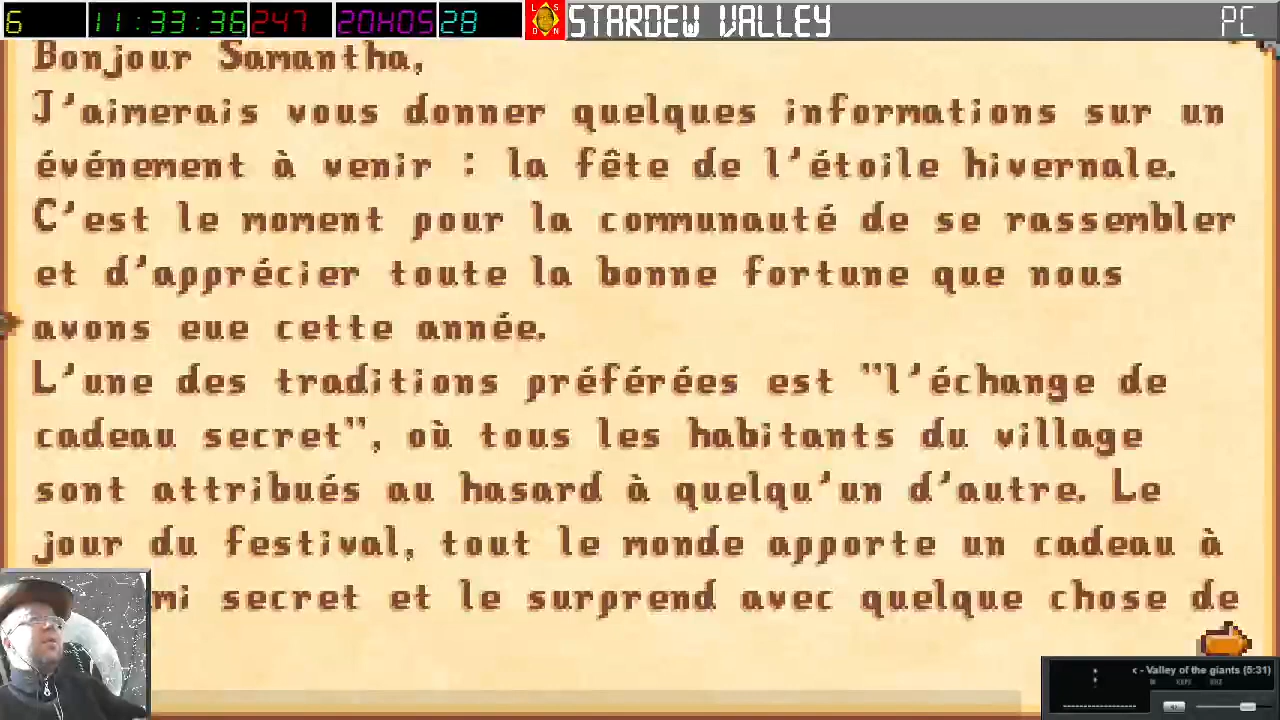 6 11:33:36 247 20H05 28 STARDEW VALLEY PC
Bonjour Samantha,
J'aimerais vous donner quelques informations sur un
événement à venir : la fête de l'étoile hivernale.
C'est le moment pour la communauté de se rassembler
et d'apprécier toute la bonne fortune que nous
avons eue cette année.
L'une des traditions préférées est "l'échange de
cadeau secret", où tous les habitants du village
sont attribués au hasard à quelqu'un d'autre. Le
jour du festival, tout le monde apporte un cadeau à
mi secret et le surprend avec quelque chose de
- Valley of the giants (5:31)